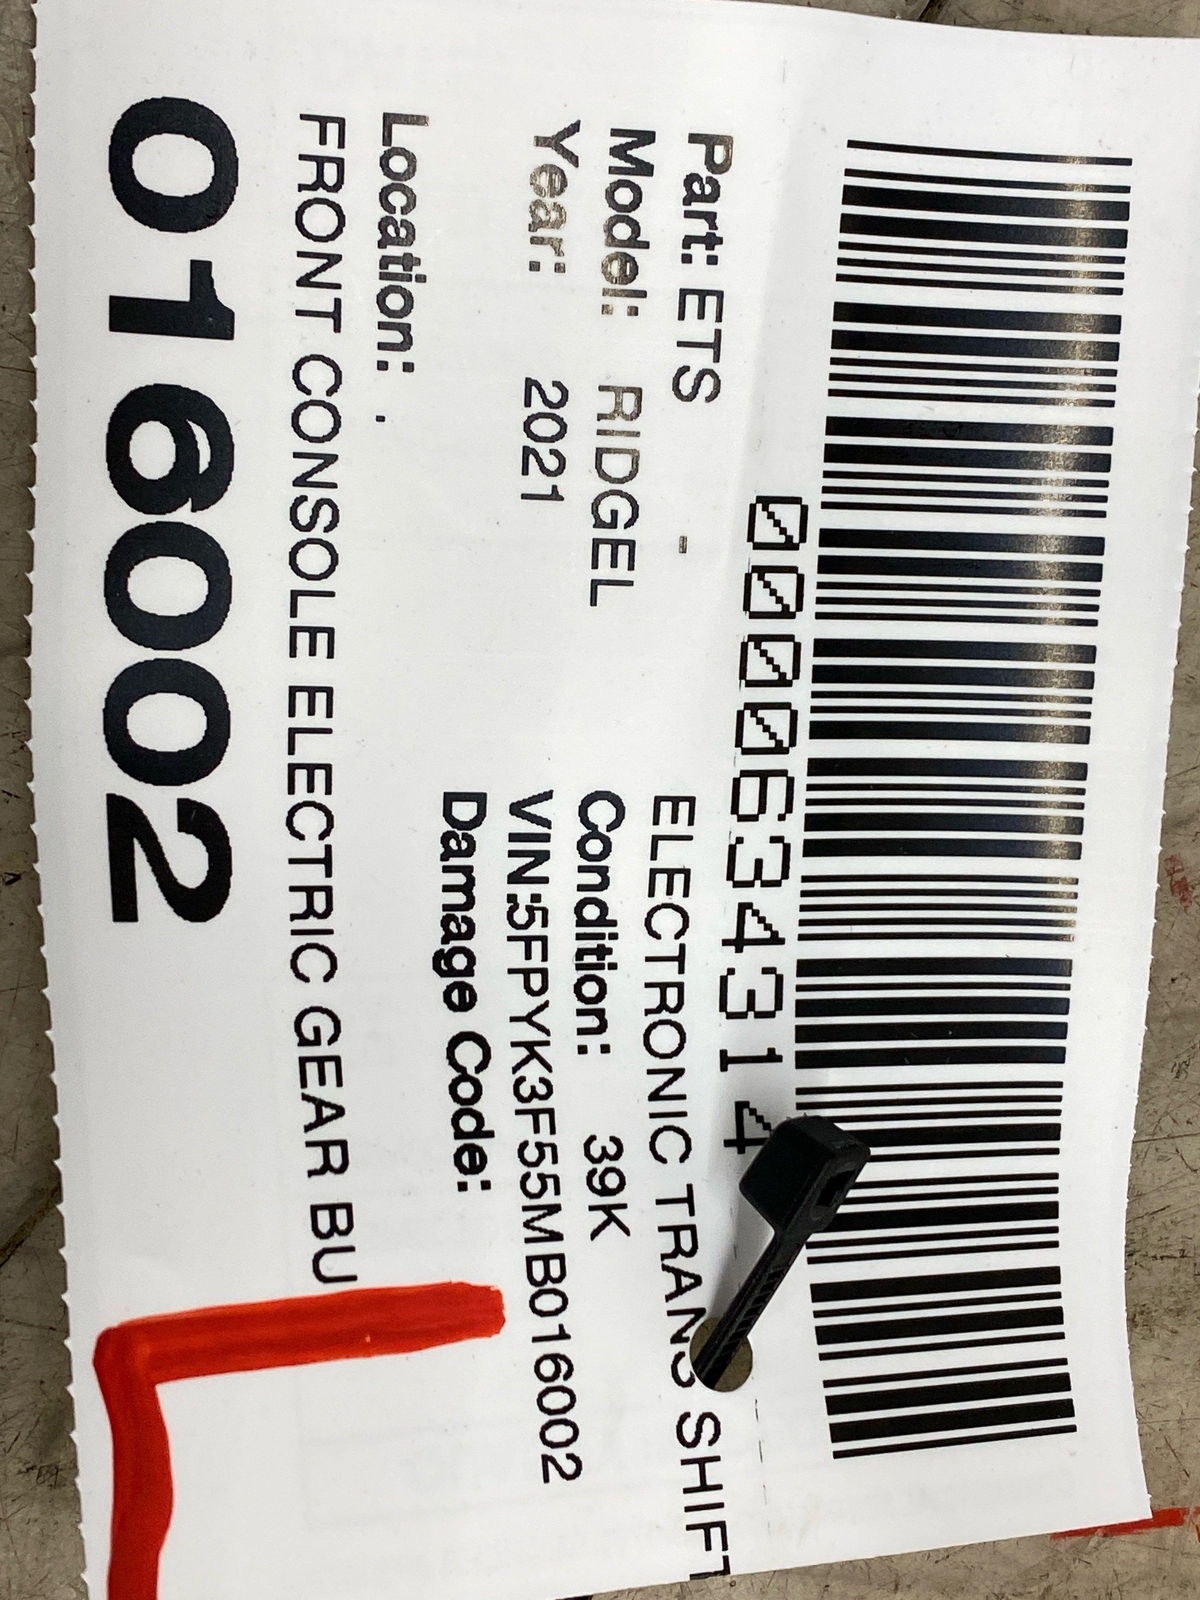 0000634314
Part: ETS - ELECTRONIC TRANS SHIFT
Model: RIDGEL Condition: 39K
Year: 2021 VIN:5FPYK3F55MB016002
Damage Code:
Location: .
FRONT CONSOLE ELECTRIC GEAR BU
016002